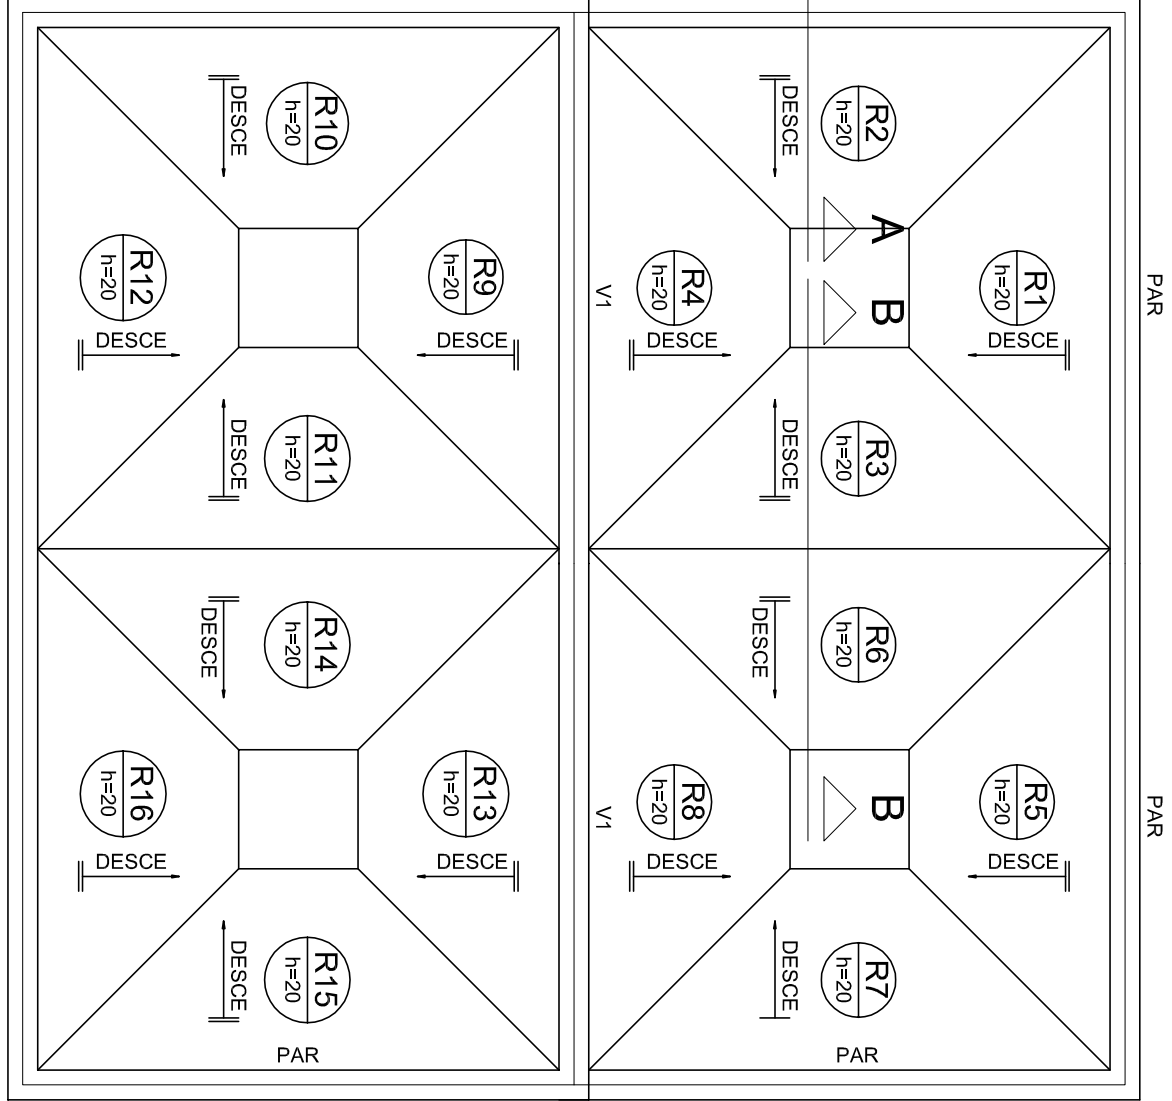 R10
h=20
DESCE
R2
h=20
DESCE
A
R12
h=20
DESCE
R9
h=20
DESCE
V1
R4
h=20
DESCE
B
R1
h=20
DESCE
PAR
R11
h=20
DESCE
R3
h=20
DESCE
R14
h=20
DESCE
R6
h=20
DESCE
R16
h=20
DESCE
R13
h=20
DESCE
V1
R8
h=20
DESCE
B
R5
h=20
DESCE
PAR
R15
h=20
DESCE
PAR
R7
h=20
DESCE
PAR